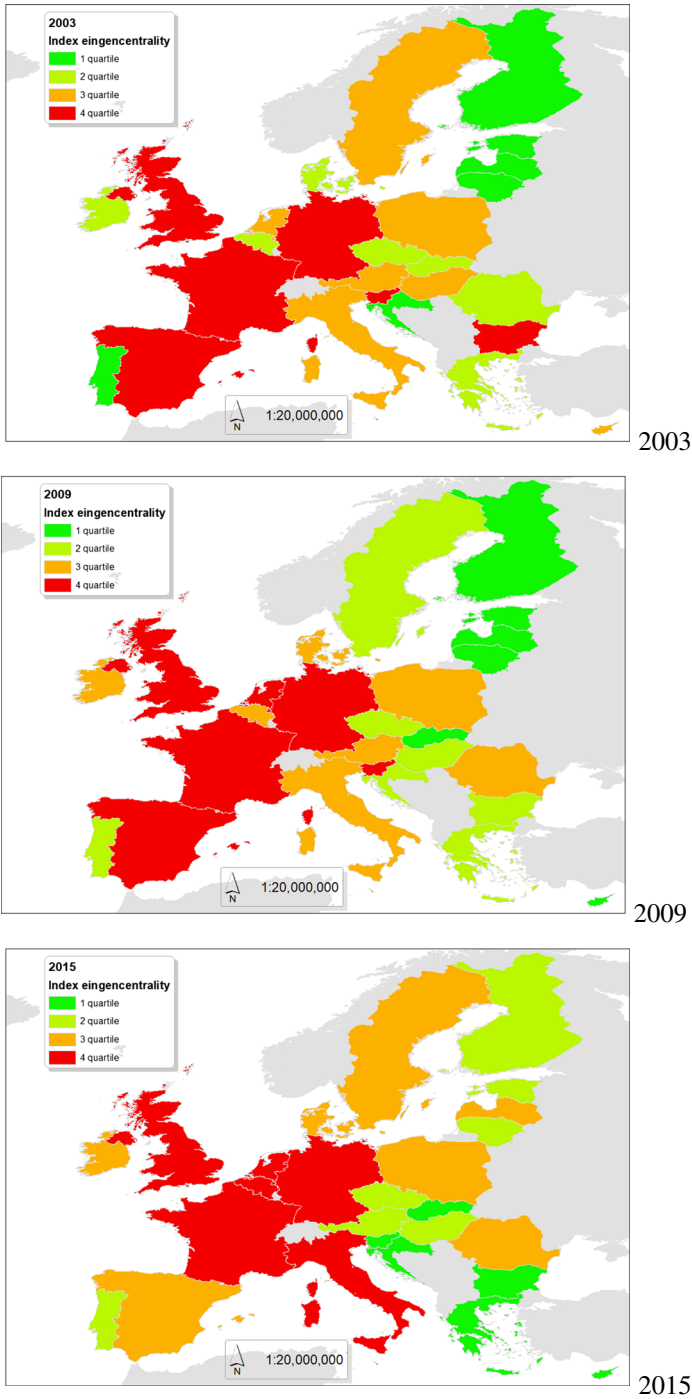 2003
Index eingencentrality
1 quartile
2 quartile
3 quartile
4 quartile
N
1:20,000,000
2003
2009
Index eingencentrality
1 quartile
2 quartile
3 quartile
4 quartile
N
1:20,000,000
2009
2015
Index eingencentrality
1 quartile
2 quartile
3 quartile
4 quartile
N
1:20,000,000
2015